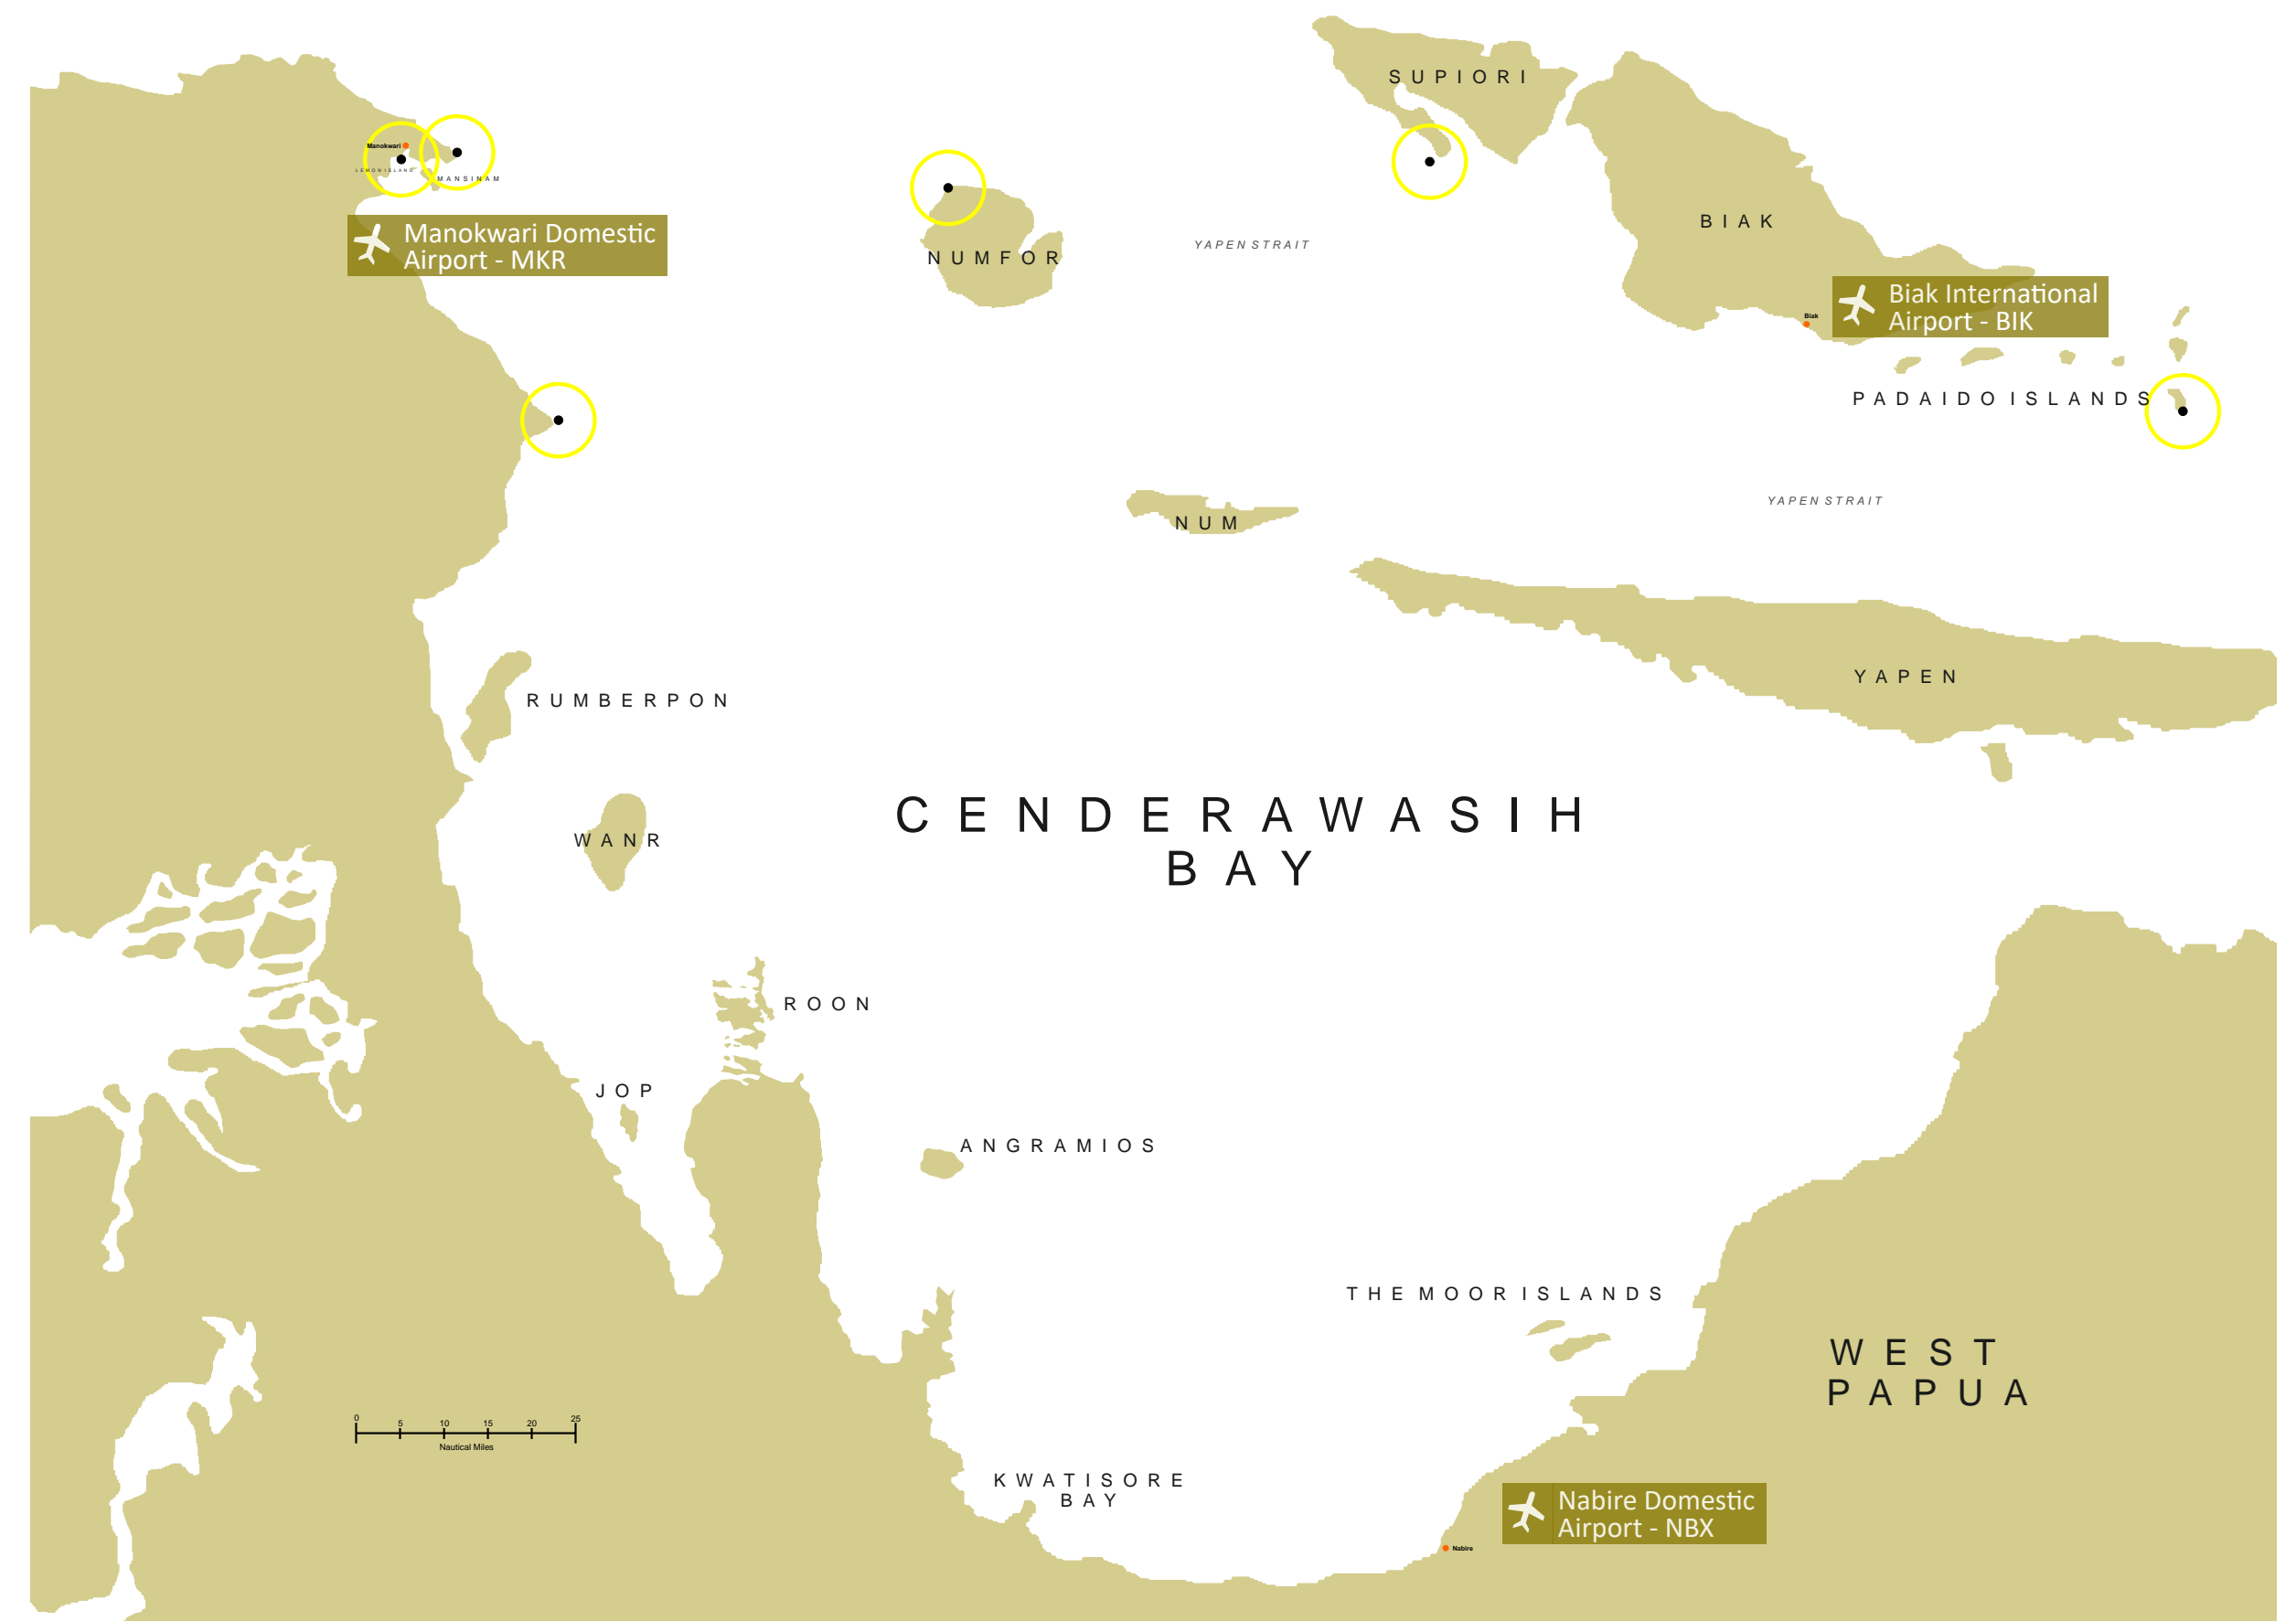 SUPIORI
Manokwari
LEMON ISLAND
MANSINAM
BIAK
Manokwari Domestic
Airport - MKR
YAPEN STRAIT
NUMFOR
Biak International
Airport - BIK
Biak
PADAIDO ISLANDS
YAPEN STRAIT
NUM
YAPEN
RUMBERPON
CENDERAWASIH
BAY
WANR
ROON
JOP
ANGRAMIOS
THE MOOR ISLANDS
WEST
PAPUA
0 5 10 15 20 25
Nautical Miles
KWATISORE
BAY
Nabire Domestic
Airport - NBX
Nabire